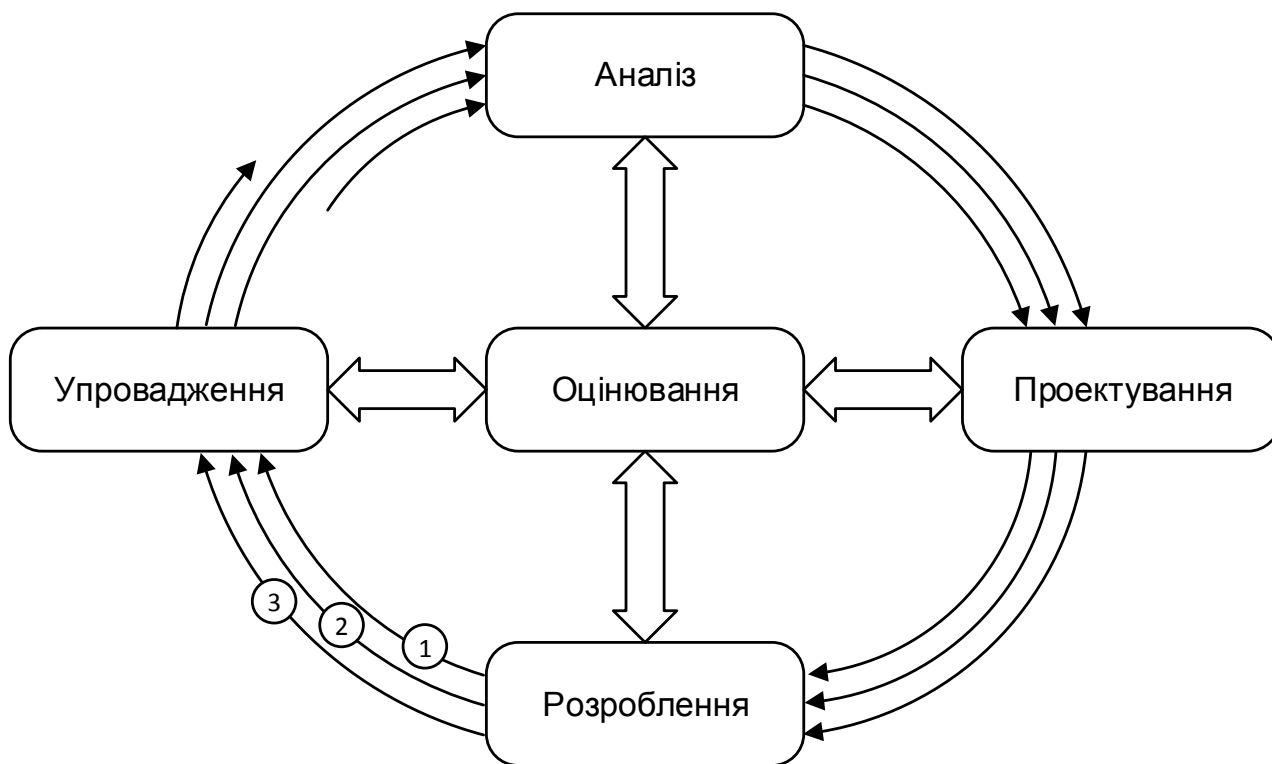 Аналіз
Упровадження
Оцінювання
Проектування
3
2
1
Розроблення